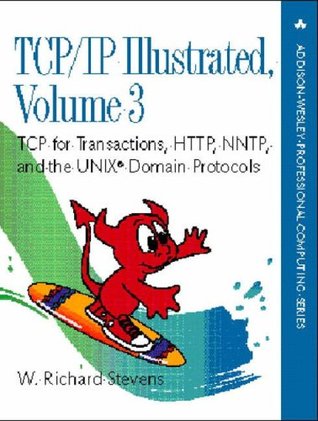 TCP/IP Illustrated,
Volume 3
TCP for Transactions, HTTP, NNTP,
and the UNIX® Domain Protocols
W. Richard Stevens
ADDISON-WESLEY PROFESSIONAL COMPUTING SERIES